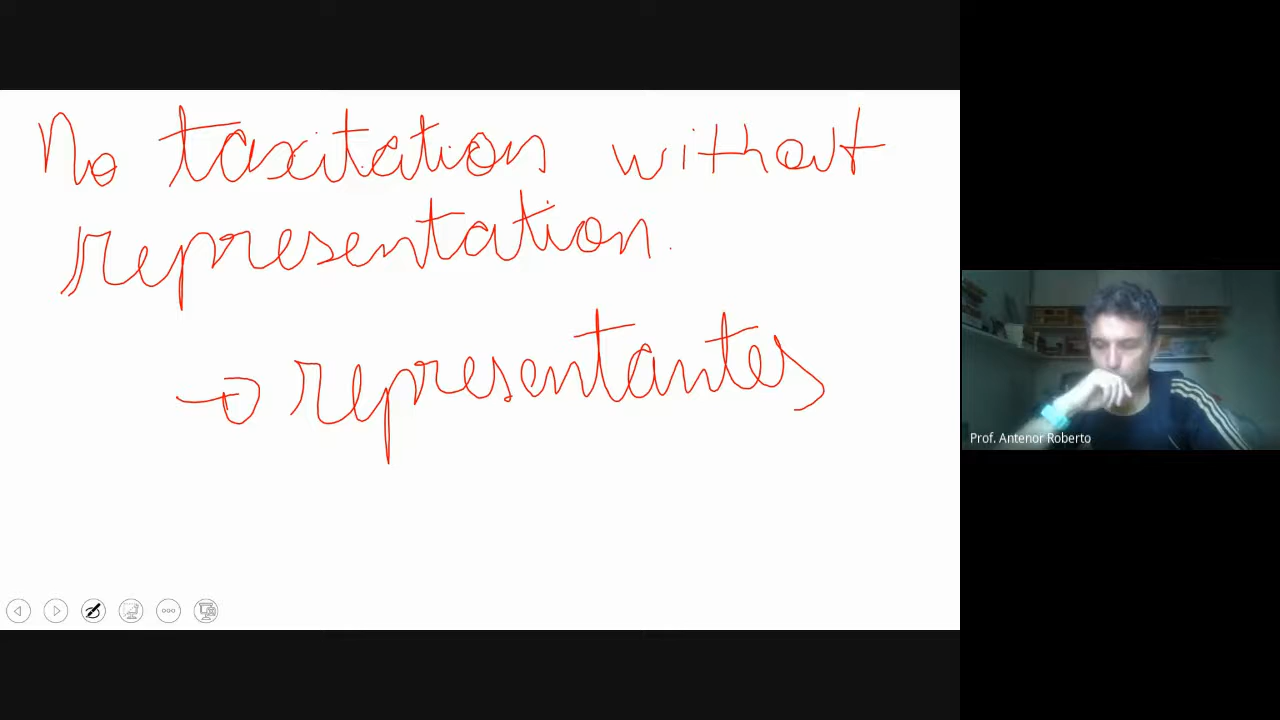 No taxitation without
representation.
→ representantes
Prof. Antenor Roberto